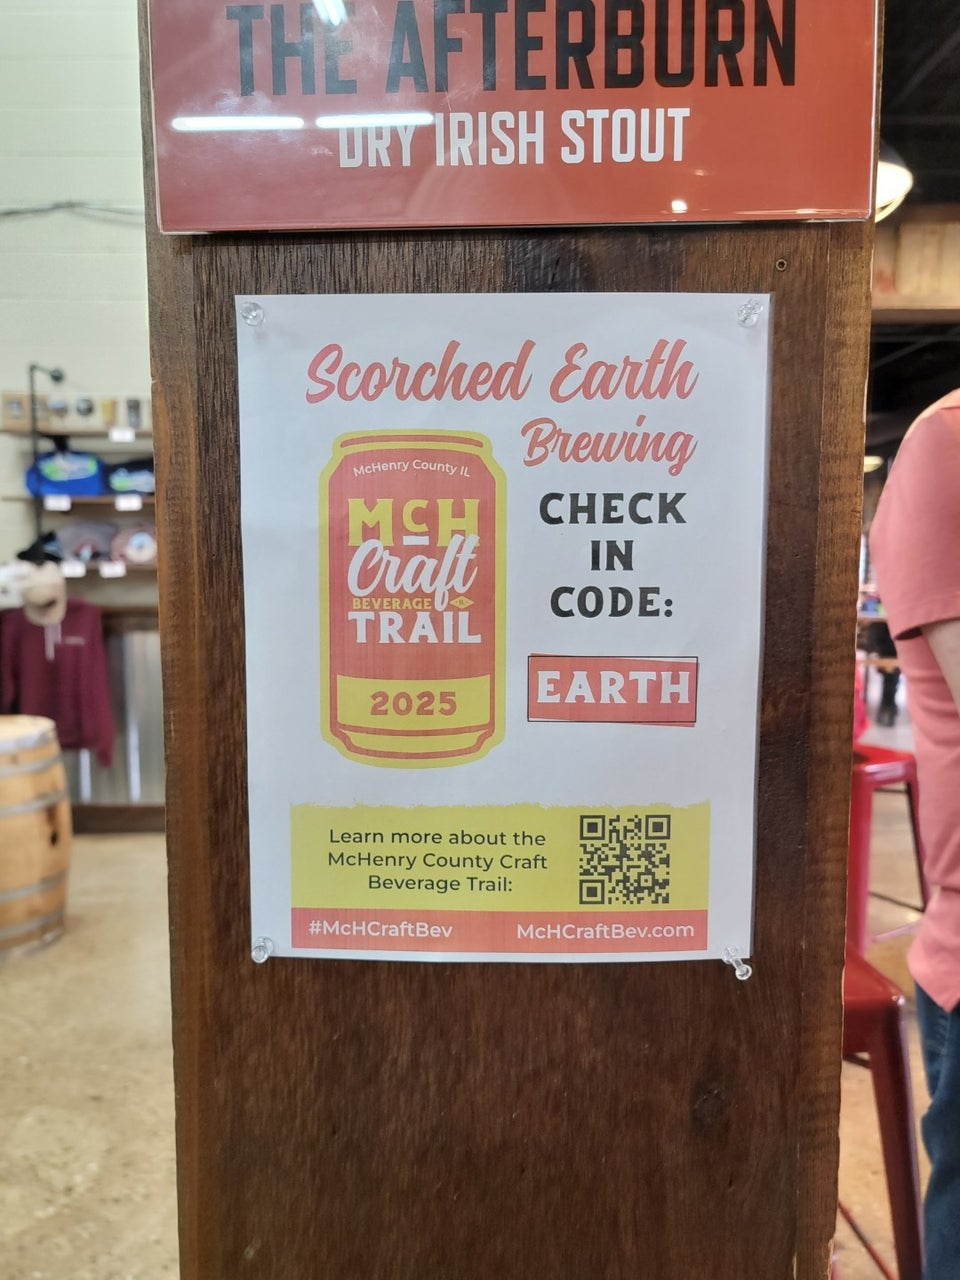 THE AFTERBURN
DRY IRISH STOUT
Scorched Earth
Brewing
McHenry County IL
McH
Craft
BEVERAGE IL
TRAIL
2025
CHECK
IN
CODE:
EARTH
Learn more about the
McHenry County Craft
Beverage Trail:
#McHCraftBev
McHCraftBev.com